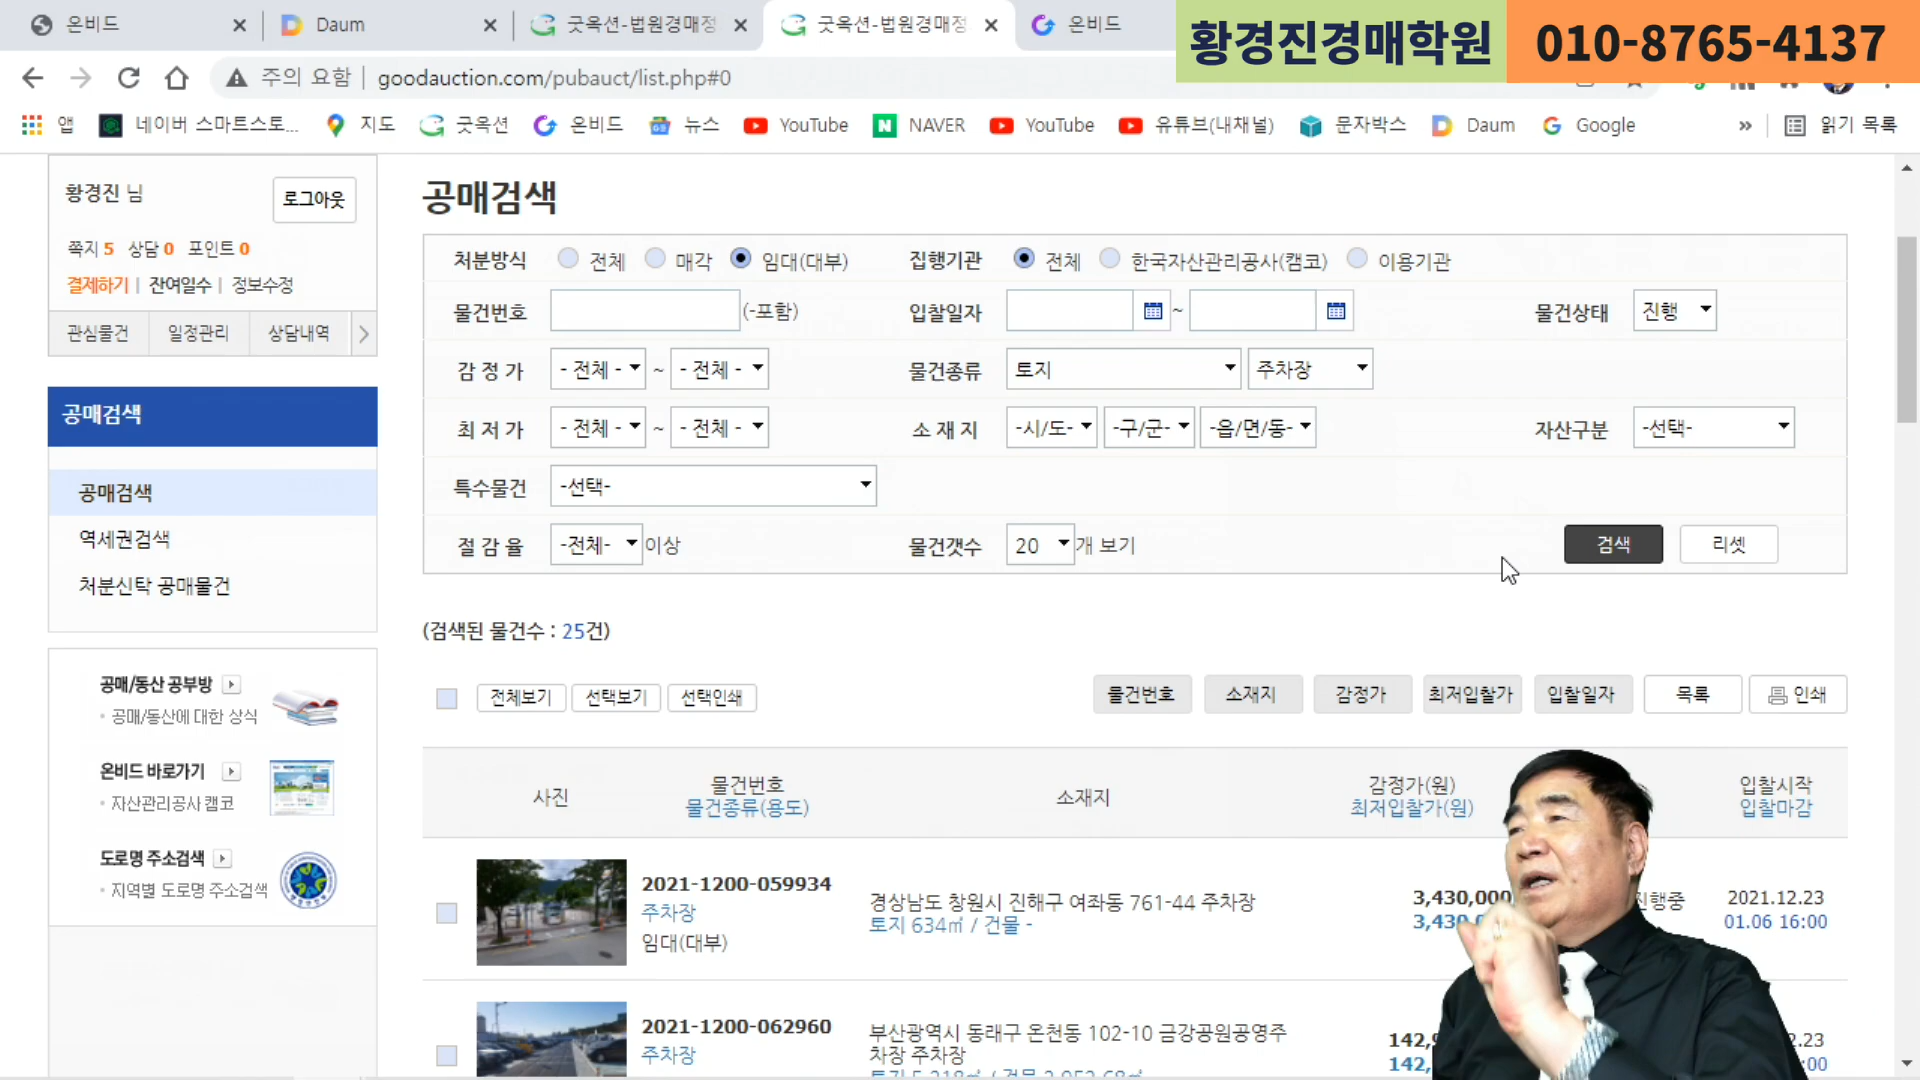 온비드
Daum
굿옥션-법원경매정
굿옥션-법원경매정
온비드
황경진경매학원
010-8765-4137
주의 요함
goodauction.com/pubauct/list.php#0
앱
네이버 스마트스토...
지도
굿옥션
온비드
뉴스
YouTube
NAVER
YouTube
유튜브(내채널)
문자박스
Daum
Google
»
읽기 목록
황경진 님
로그아웃
쪽지 5 상담 0 포인트 0
결제하기 | 잔여일수 | 정보수정
관심물건 일정관리 상담내역
공매검색
공매검색
역세권검색
처분신탁 공매물건
공매/동산 공부방
공매/동산에 대한 상식
온비드 바로가기
자산관리공사 캠코
도로명 주소검색
지역별 도로명 주소검색
공매검색
처분방식 전체 매각 임대(대부) 집행기관 전체 한국자산관리공사(캠코) 이용기관
물건번호 (-포함) 입찰일자 ~ 물건상태 진행
감 정 가 - 전체 - ~ - 전체 - 물건종류 토지 주차장
최 저 가 - 전체 - ~ - 전체 - 소 재 지 -시/도- -구/군- -읍/면/동- 자산구분 -선택-
특수물건 -선택-
절 감 율 -전체- 이상 물건갯수 20 개 보기 검색 리셋
(검색된 물건수 : 25건)
전체보기 선택보기 선택인쇄 물건번호 소재지 감정가 최저입찰가 입찰일자 목록 인쇄
사진
물건번호
물건종류(용도)
소재지
감정가(원)
최저입찰가(원)
입찰시작
입찰마감
2021-1200-059934
주차장
임대(대부)
경상남도 창원시 진해구 여좌동 761-44 주차장
토지 634㎡ / 건물 -
3,430,000
3,430
진행중
2021.12.23
01.06 16:00
2021-1200-062960
주차장
부산광역시 동래구 온천동 102-10 금강공원공영주
차장 주차장
142,
142,
2.23
:00